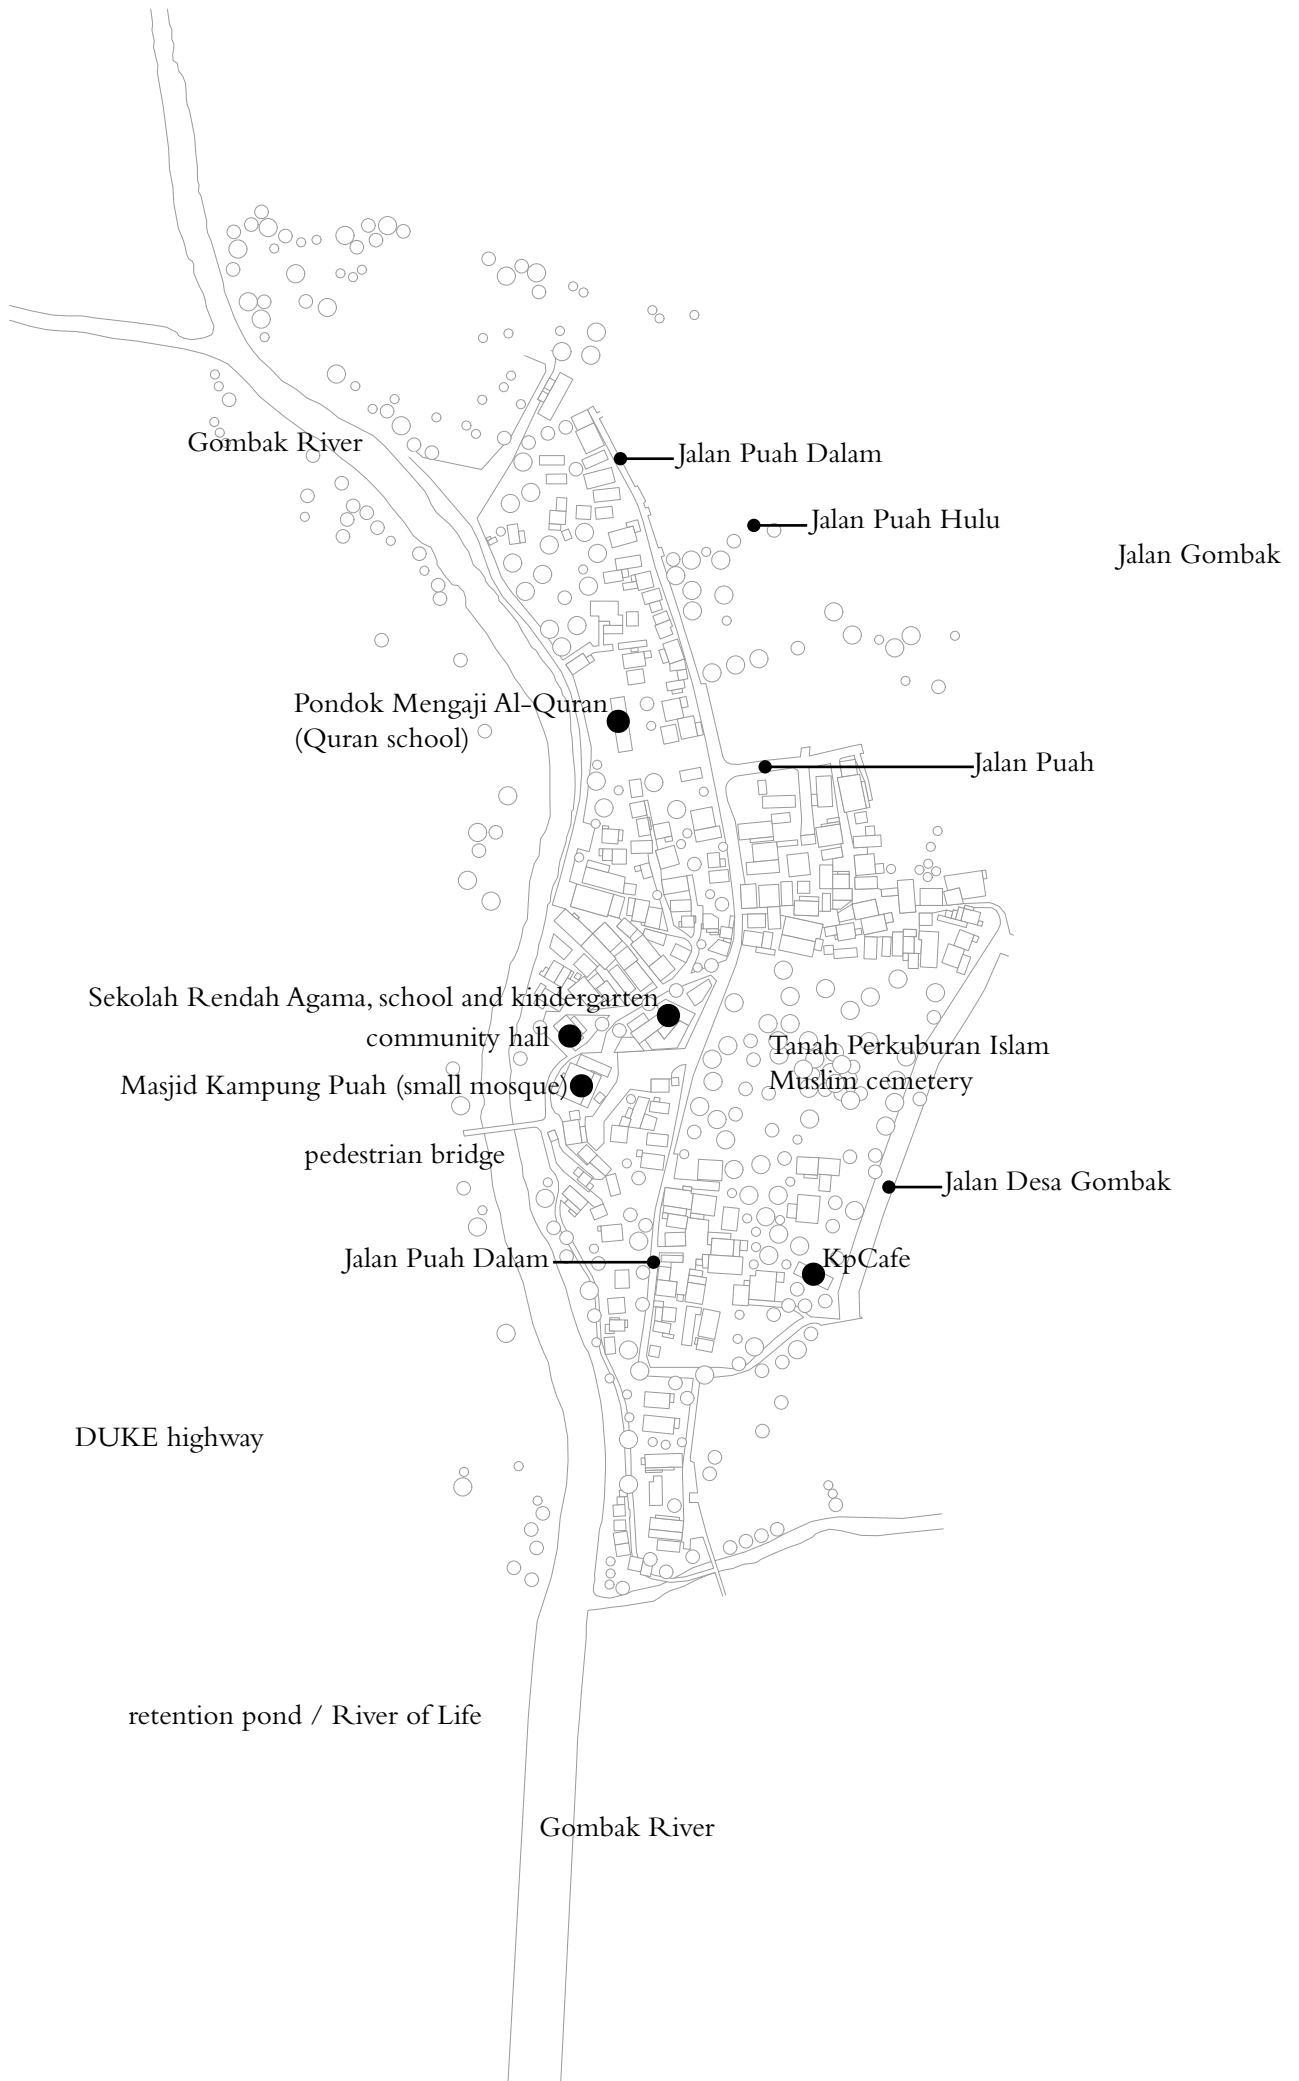 Gombak River
Jalan Puah Dalam
Jalan Puah Hulu
Jalan Gombak
Pondok Mengaji Al-Quran
(Quran school)
Jalan Puah
Sekolah Rendah Agama, school and kindergarten
community hall
Tanah Perkuburan Islam
Muslim cemetery
Masjid Kampung Puah (small mosque)
pedestrian bridge
Jalan Desa Gombak
Jalan Puah Dalam
KpCafe
DUKE highway
retention pond / River of Life
Gombak River